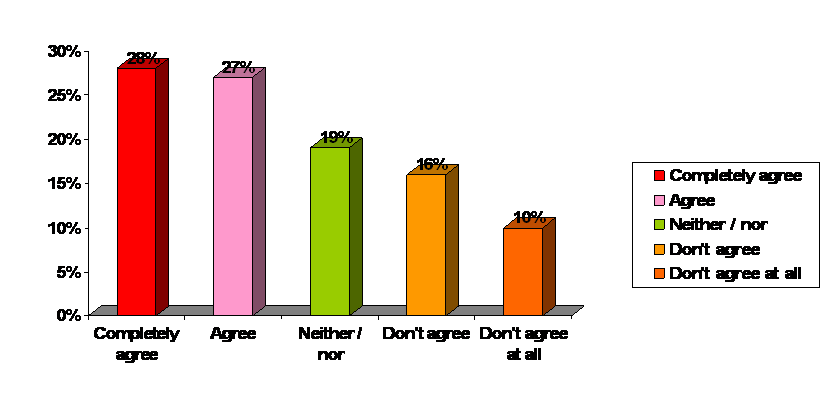 30%
25%
20%
15%
10%
5%
0%
28%
27%
19%
16%
10%
Completely
agree
Agree
Neither /
nor
Don't agree
Don't agree
at all
Completely agree
Agree
Neither / nor
Don't agree
Don't agree at all